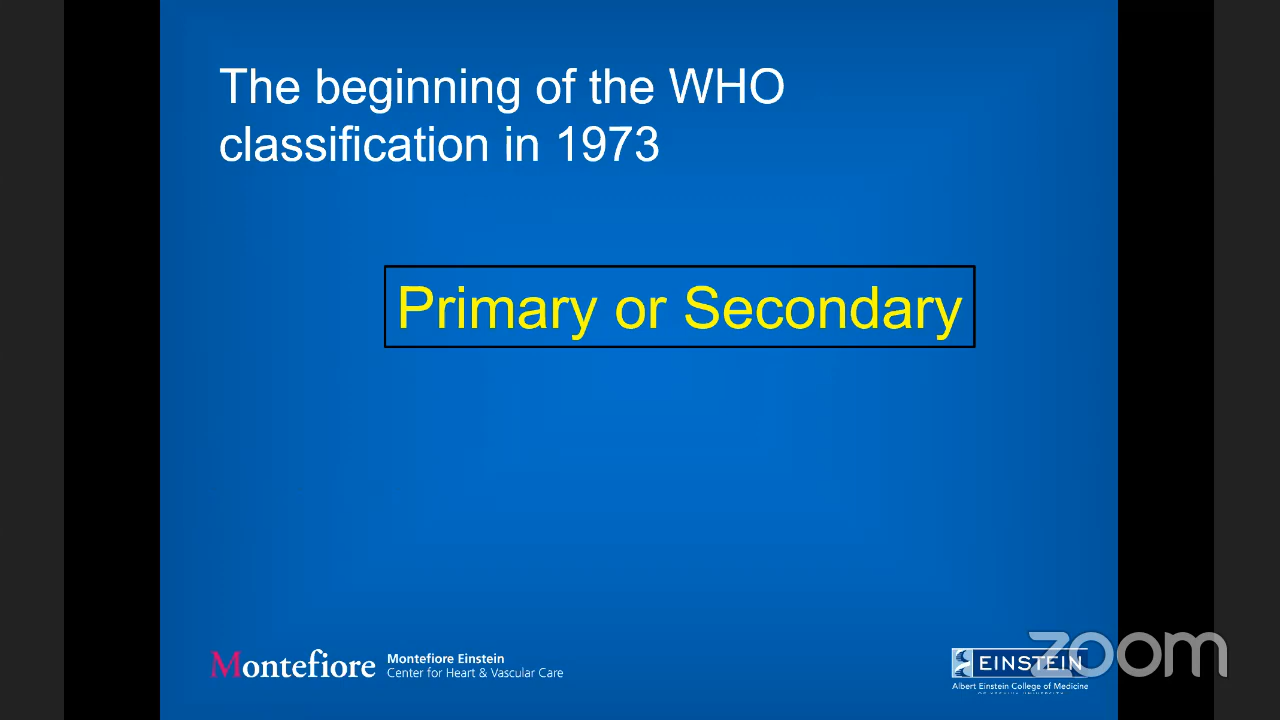 The beginning of the WHO
classification in 1973
Primary or Secondary
Montefiore
Montefiore Einstein
Center for Heart & Vascular Care
EINSTEIN
Albert Einstein College of Medicine
zoom